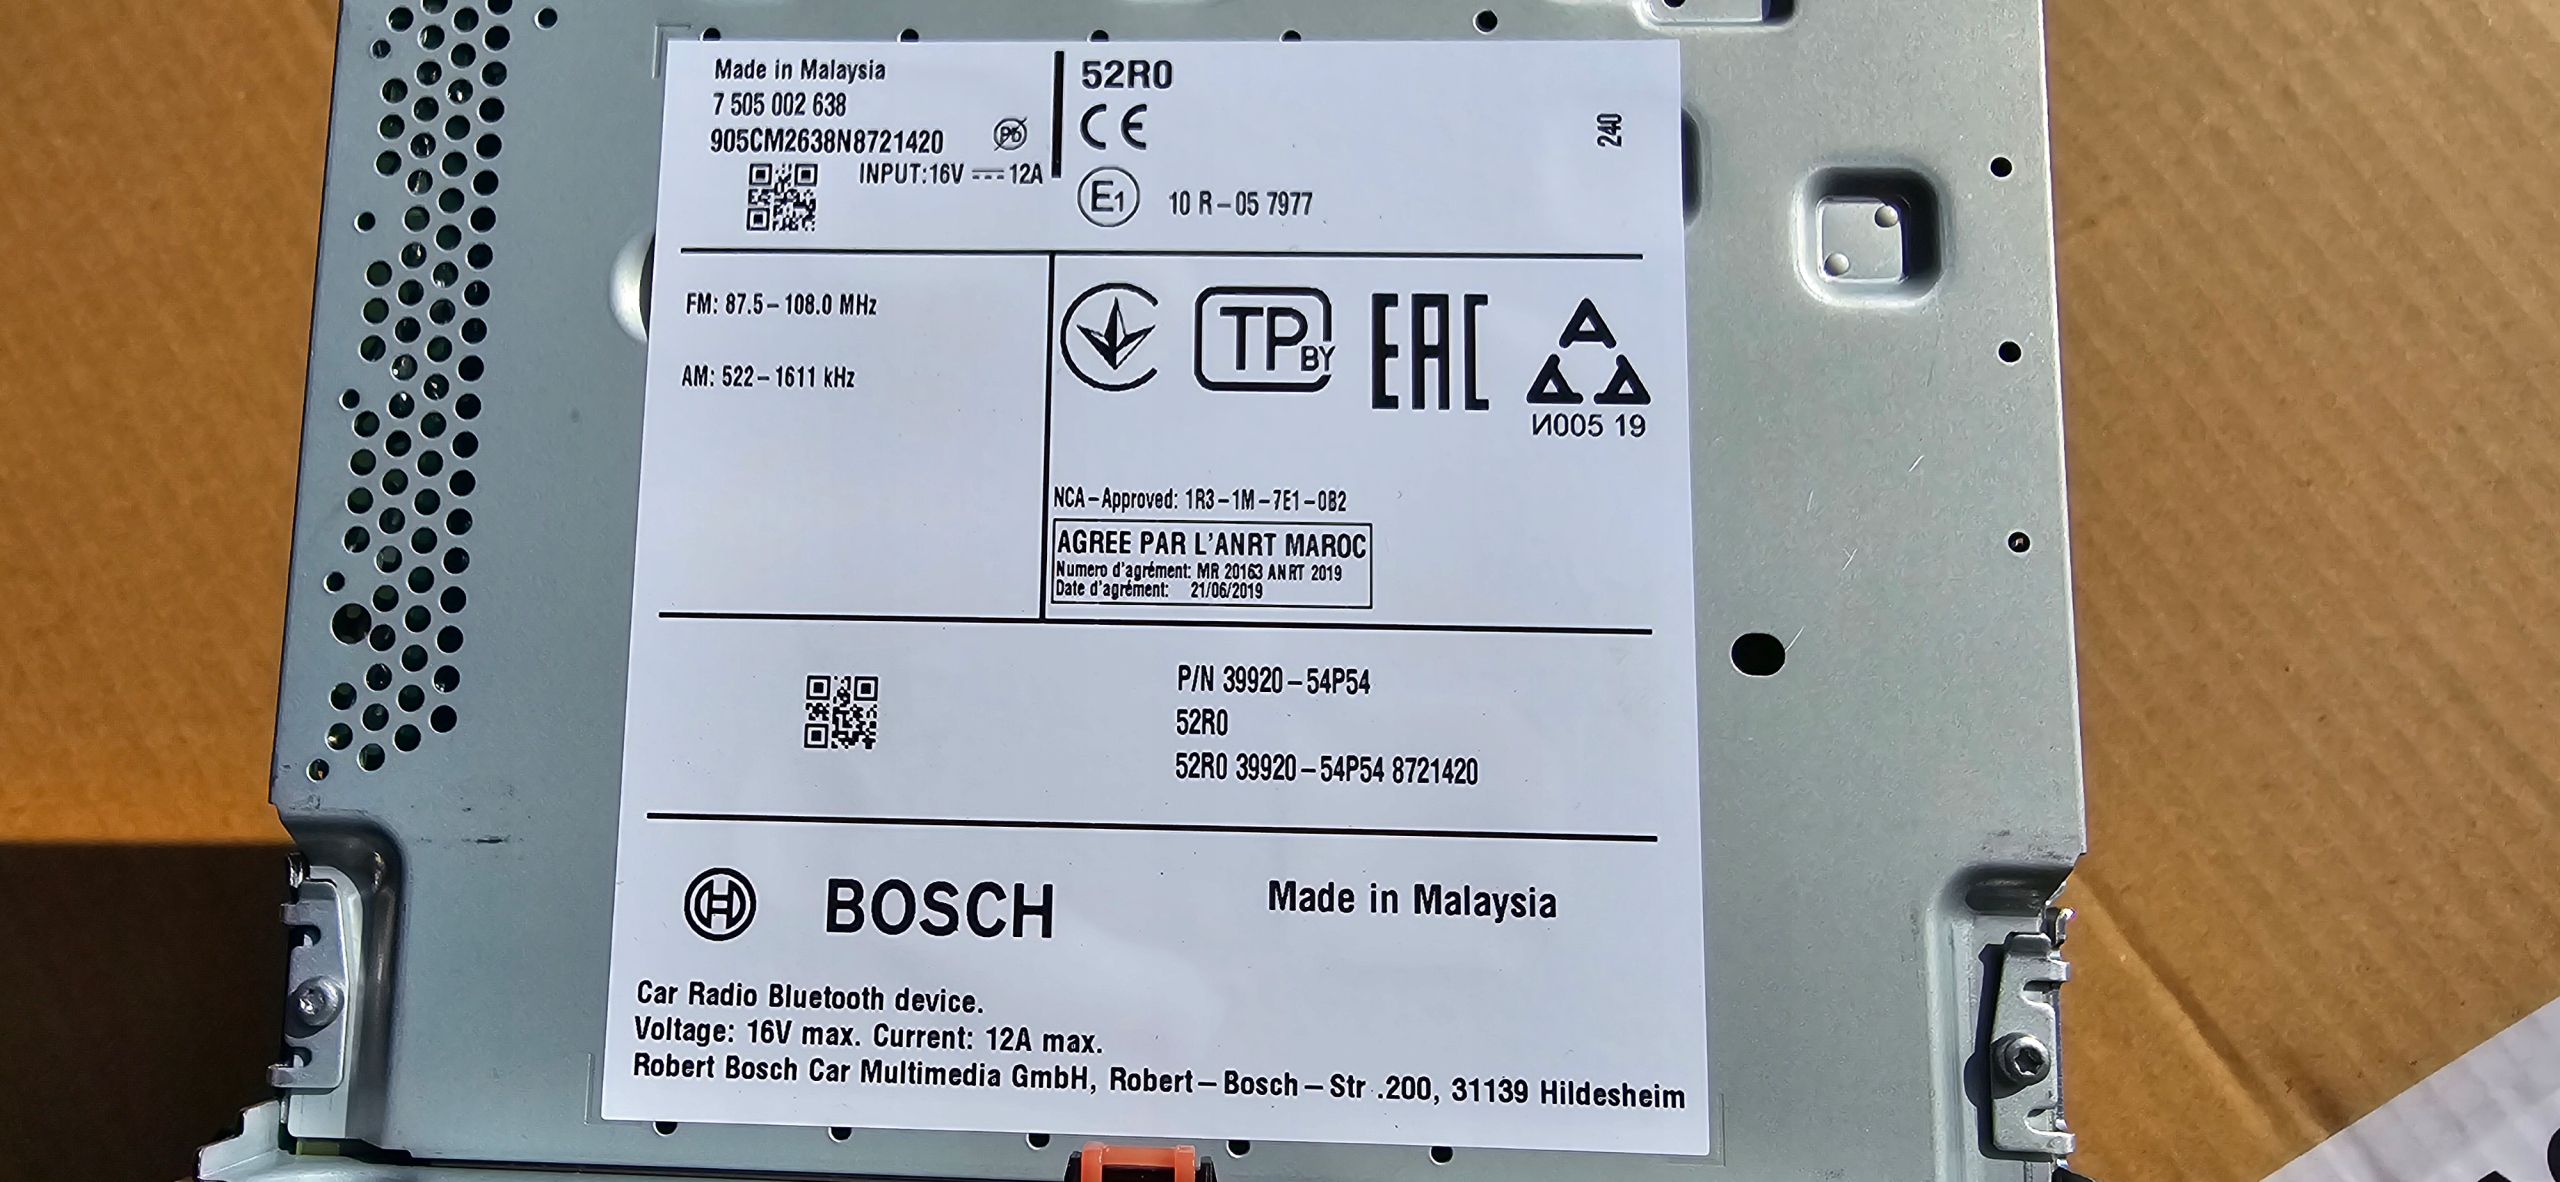 Made in Malaysia
7 505 002 638
905CM2638N8721420
Pb
INPUT:16V 12A
52R0
CE
E1 10 R-05 7977
240
FM: 87.5-108.0 MHz
AM: 522-1611 kHz
TP BY
EAC
И005 19
NCA-Approved: 1R3-1M-7E1-0B2
AGREE PAR L'ANRT MAROC
Numero d'agrément: MR 20163 ANRT 2019
Date d'agrément: 21/06/2019
P/N 39920-54P54
52R0
52R0 39920-54P54 8721420
BOSCH
Made in Malaysia
Car Radio Bluetooth device.
Voltage: 16V max. Current: 12A max.
Robert Bosch Car Multimedia GmbH, Robert-Bosch-Str .200, 31139 Hildesheim